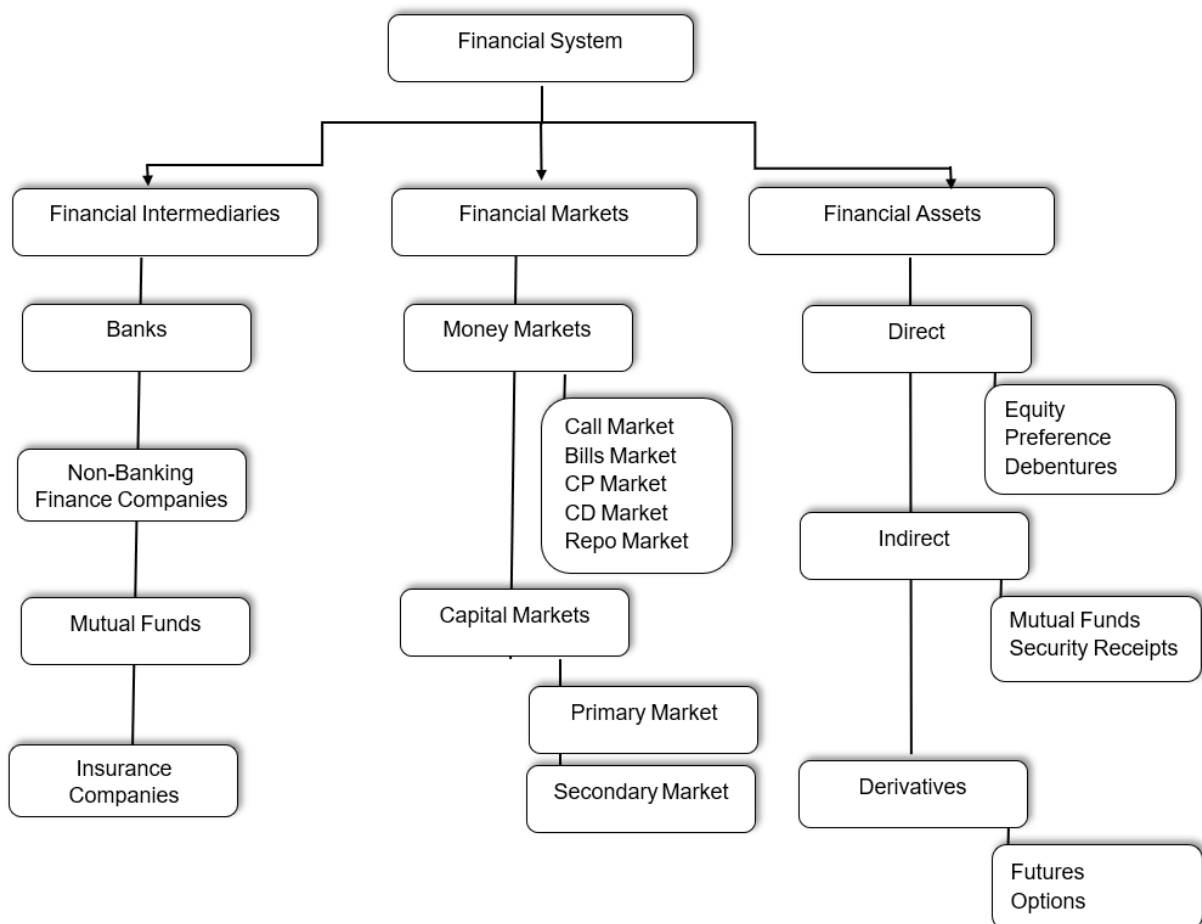 Financial System
Financial Intermediaries
Financial Markets
Financial Assets
Banks
Money Markets
Direct
Equity
Preference
Debentures
Call Market
Bills Market
CP Market
CD Market
Repo Market
Non-Banking
Finance Companies
Indirect
Mutual Funds
Capital Markets
Mutual Funds
Security Receipts
Primary Market
Insurance
Companies
Secondary Market
Derivatives
Futures
Options